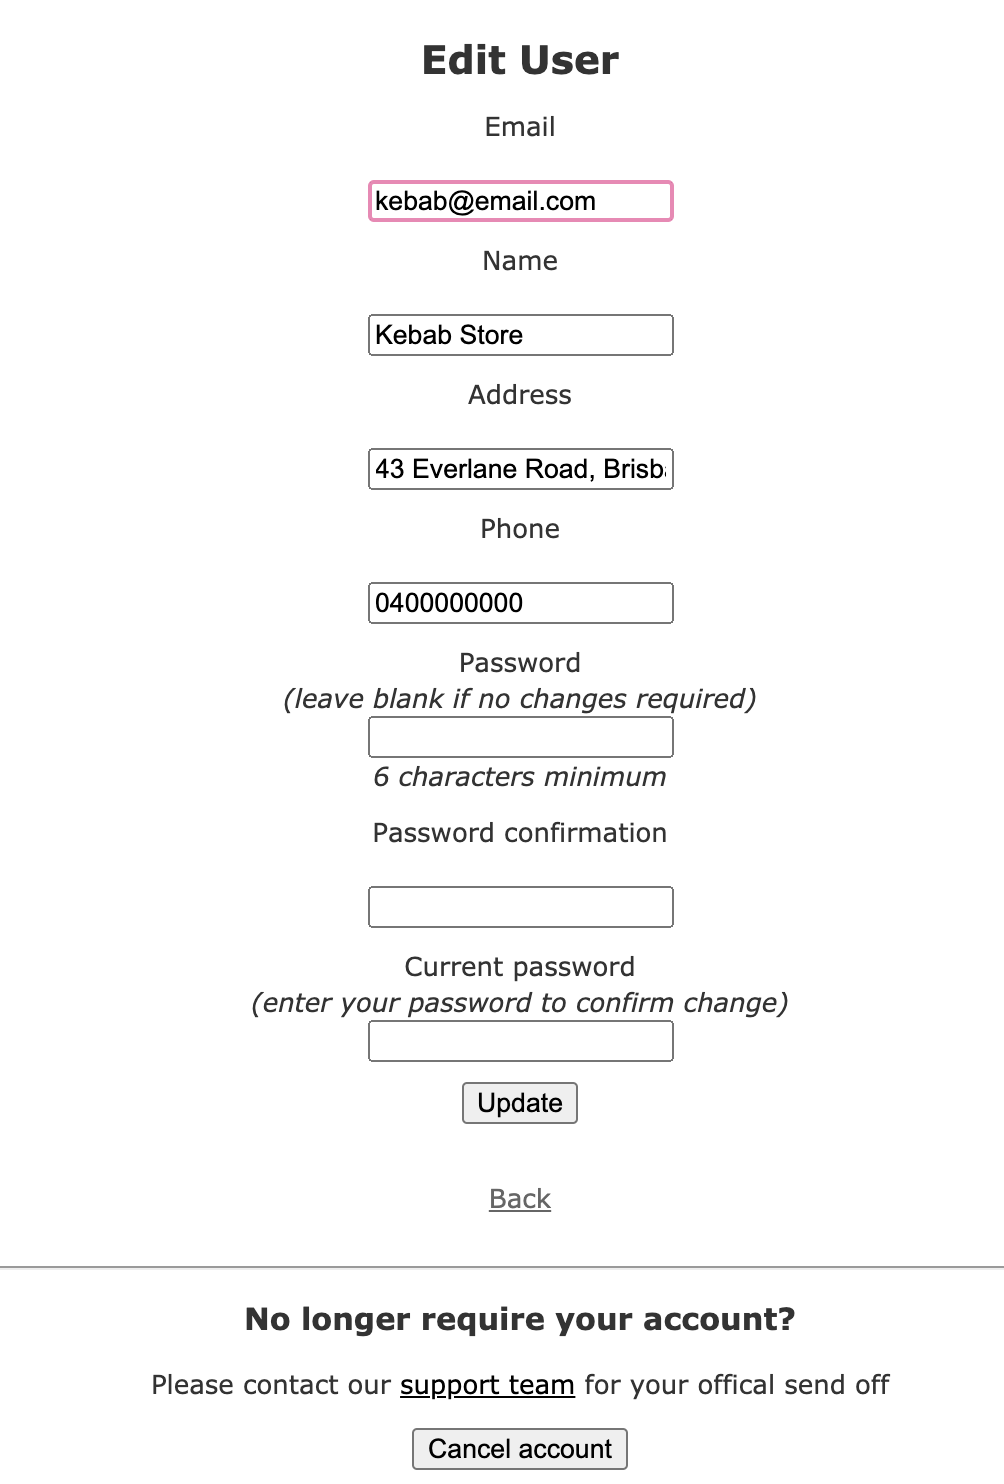 Edit User
Email
kebab@email.com
Name
Kebab Store
Address
43 Everlane Road, Brisba
Phone
0400000000
Password
(leave blank if no changes required)
6 characters minimum
Password confirmation
Current password
(enter your password to confirm change)
Update
Back
No longer require your account?
Please contact our support team for your offical send off
Cancel account